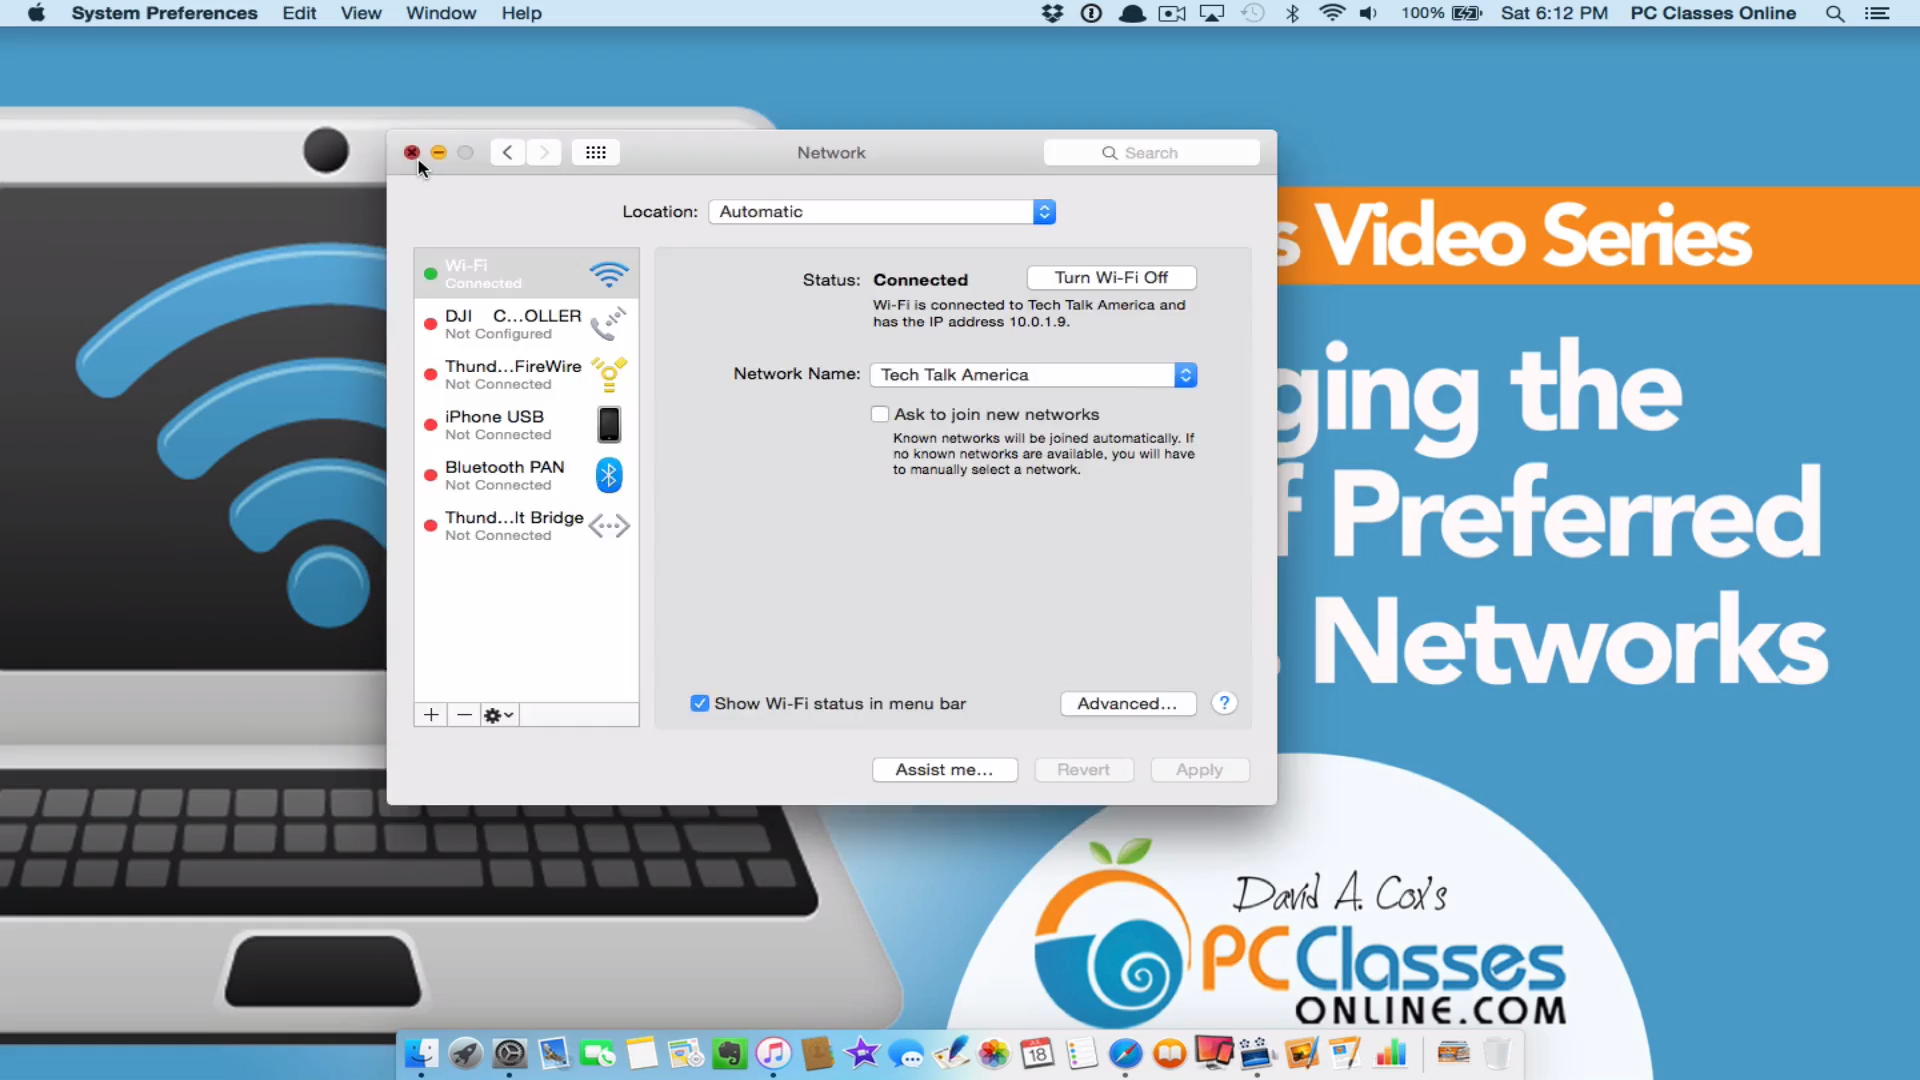 System Preferences Edit View Window Help 100% Sat 6:12 PM PC Classes Online
Network
Search
Location: Automatic
Wi-Fi
Connected
DJI C...OLLER
Not Configured
Thund...FireWire
Not Connected
iPhone USB
Not Connected
Bluetooth PAN
Not Connected
Thund...lt Bridge
Not Connected
Status: Connected
Turn Wi-Fi Off
Wi-Fi is connected to Tech Talk America and
has the IP address 10.0.1.9.
Network Name: Tech Talk America
Ask to join new networks
Known networks will be joined automatically. If
no known networks are available, you will have
to manually select a network.
Show Wi-Fi status in menu bar
Advanced...
?
Assist me...
Revert
Apply
s Video Series
ging the
f Preferred
Networks
David A. Cox's
PCClasses
ONLINE.COM
18